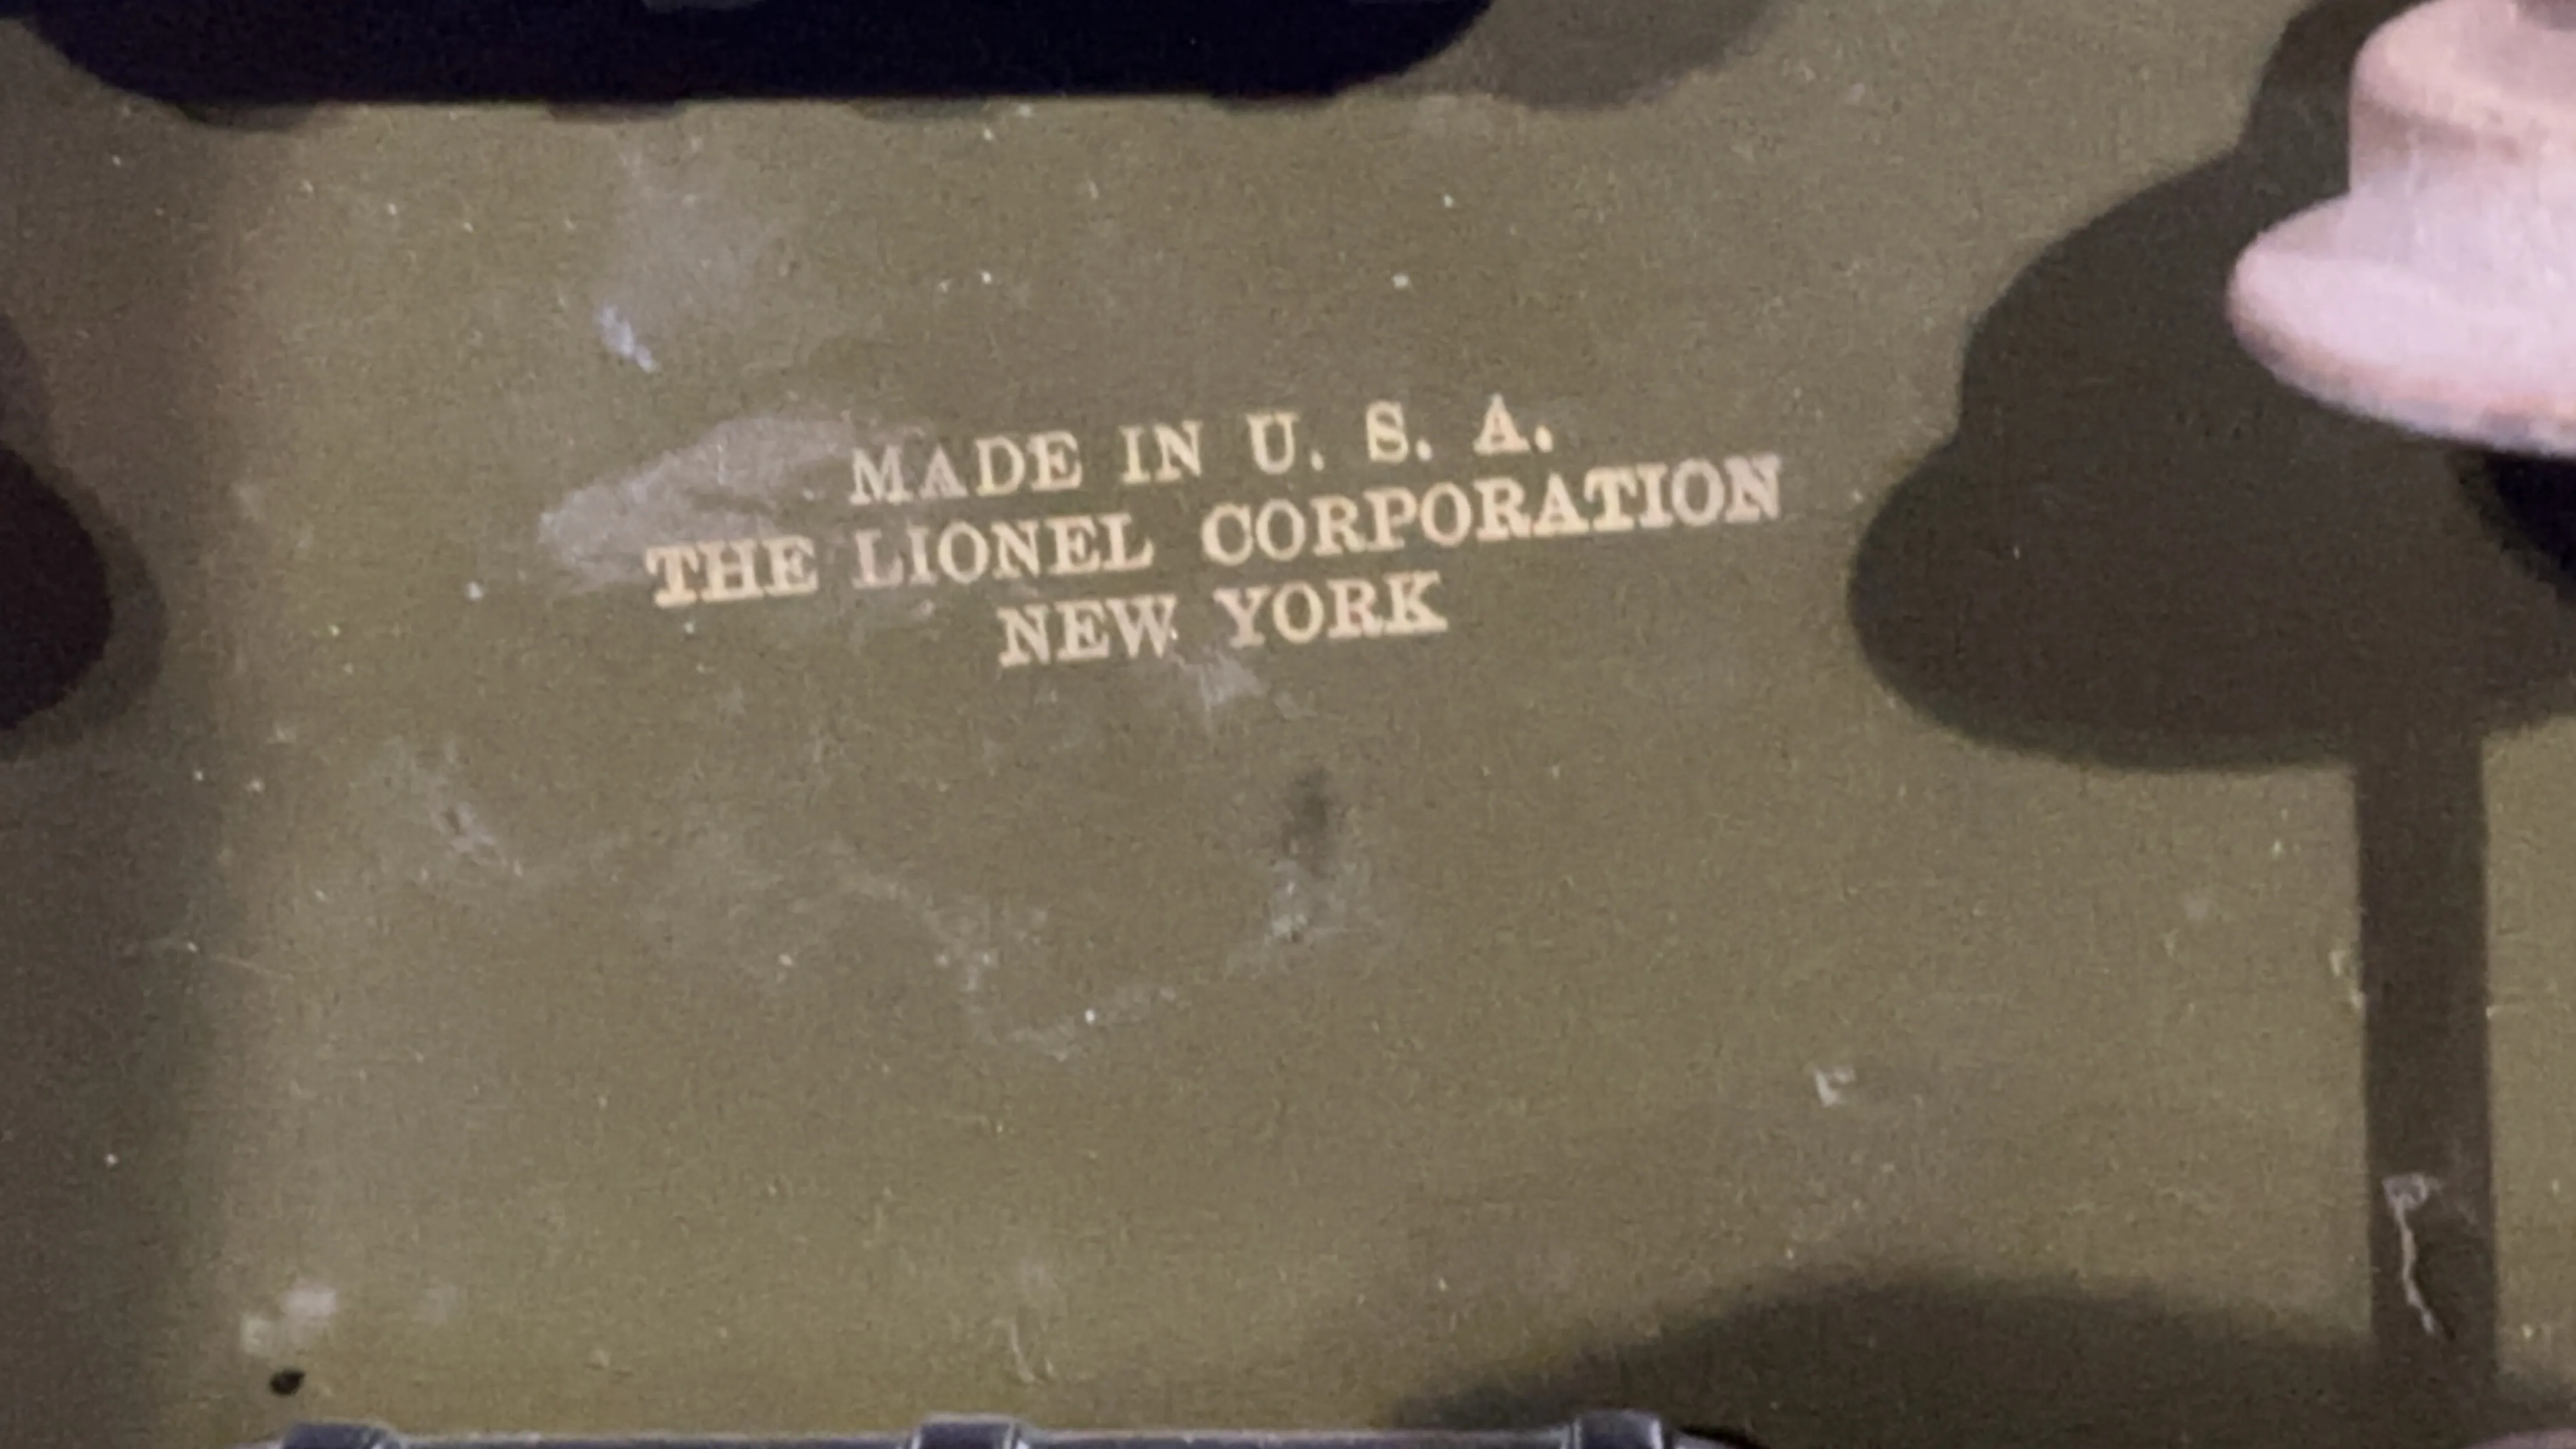 MADE IN U. S. A.
THE LIONEL CORPORATION
NEW YORK